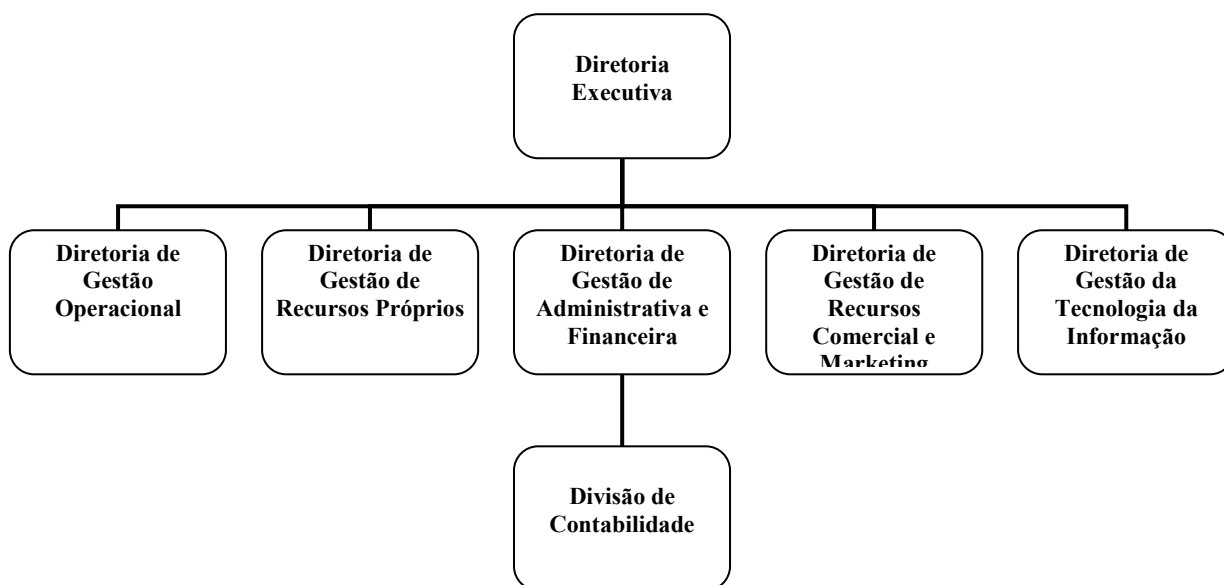 Diretoria
Executiva
Diretoria de
Gestão
Operacional
Diretoria de
Gestão de
Recursos Próprios
Diretoria de
Gestão de
Administrativa e
Financeira
Diretoria de
Gestão de
Recursos
Comercial e
Marketing
Diretoria de
Gestão da
Tecnologia da
Informação
Divisão de
Contabilidade